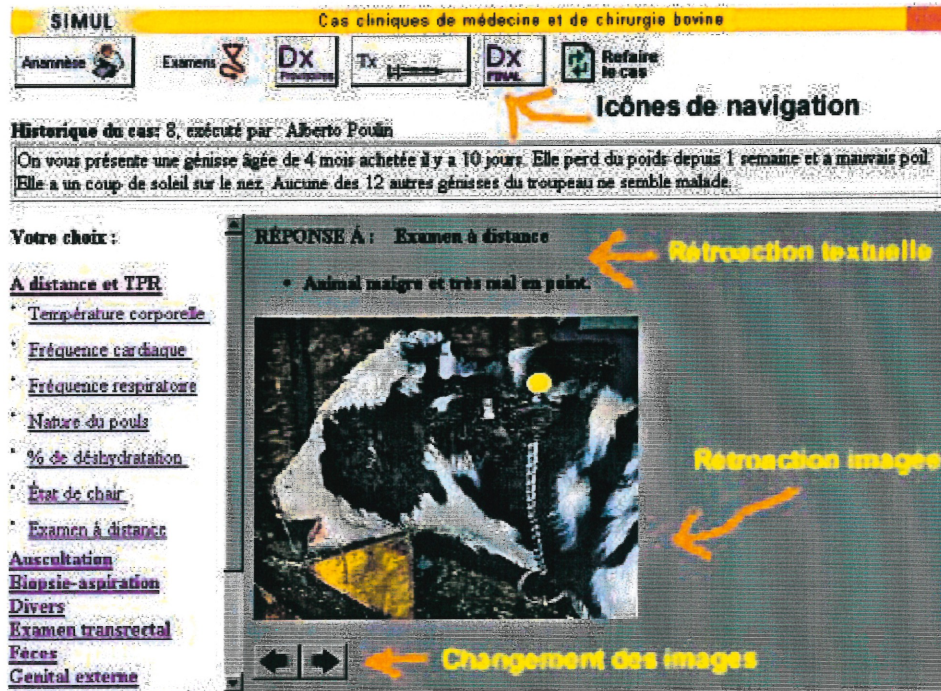 SIMUL
Cas cliniques de médecine et de chirurgie bovine
Anamnèse
Examens
Dx
Provisoires
Tx
Dx
FINAL
Refaire
le cas
Icônes de navigation
Historique du cas: 8, exécuté par : Alberto Poulin
On vous présente une génisse âgée de 4 mois achetée il y a 10 jours. Elle perd du poids depuis 1 semaine et a mauvais poil.
Elle a un coup de soleil sur le nez. Aucune des 12 autres génisses du troupeau ne semble malade.
Votre choix :
RÉPONSE À : Examen à distance
Rétroaction textuelle
A distance et TPR
• Animal maigre et très mal en point.
Température corporelle
Fréquence cardiaque
Fréquence respiratoire
Nature du pouls
% de déshydratation
Rétroaction images
État de chair
Examen à distance
Auscultation
Biopsie-aspiration
Divers
Examen transrectal
Fèces
Genital externe
Changement des images